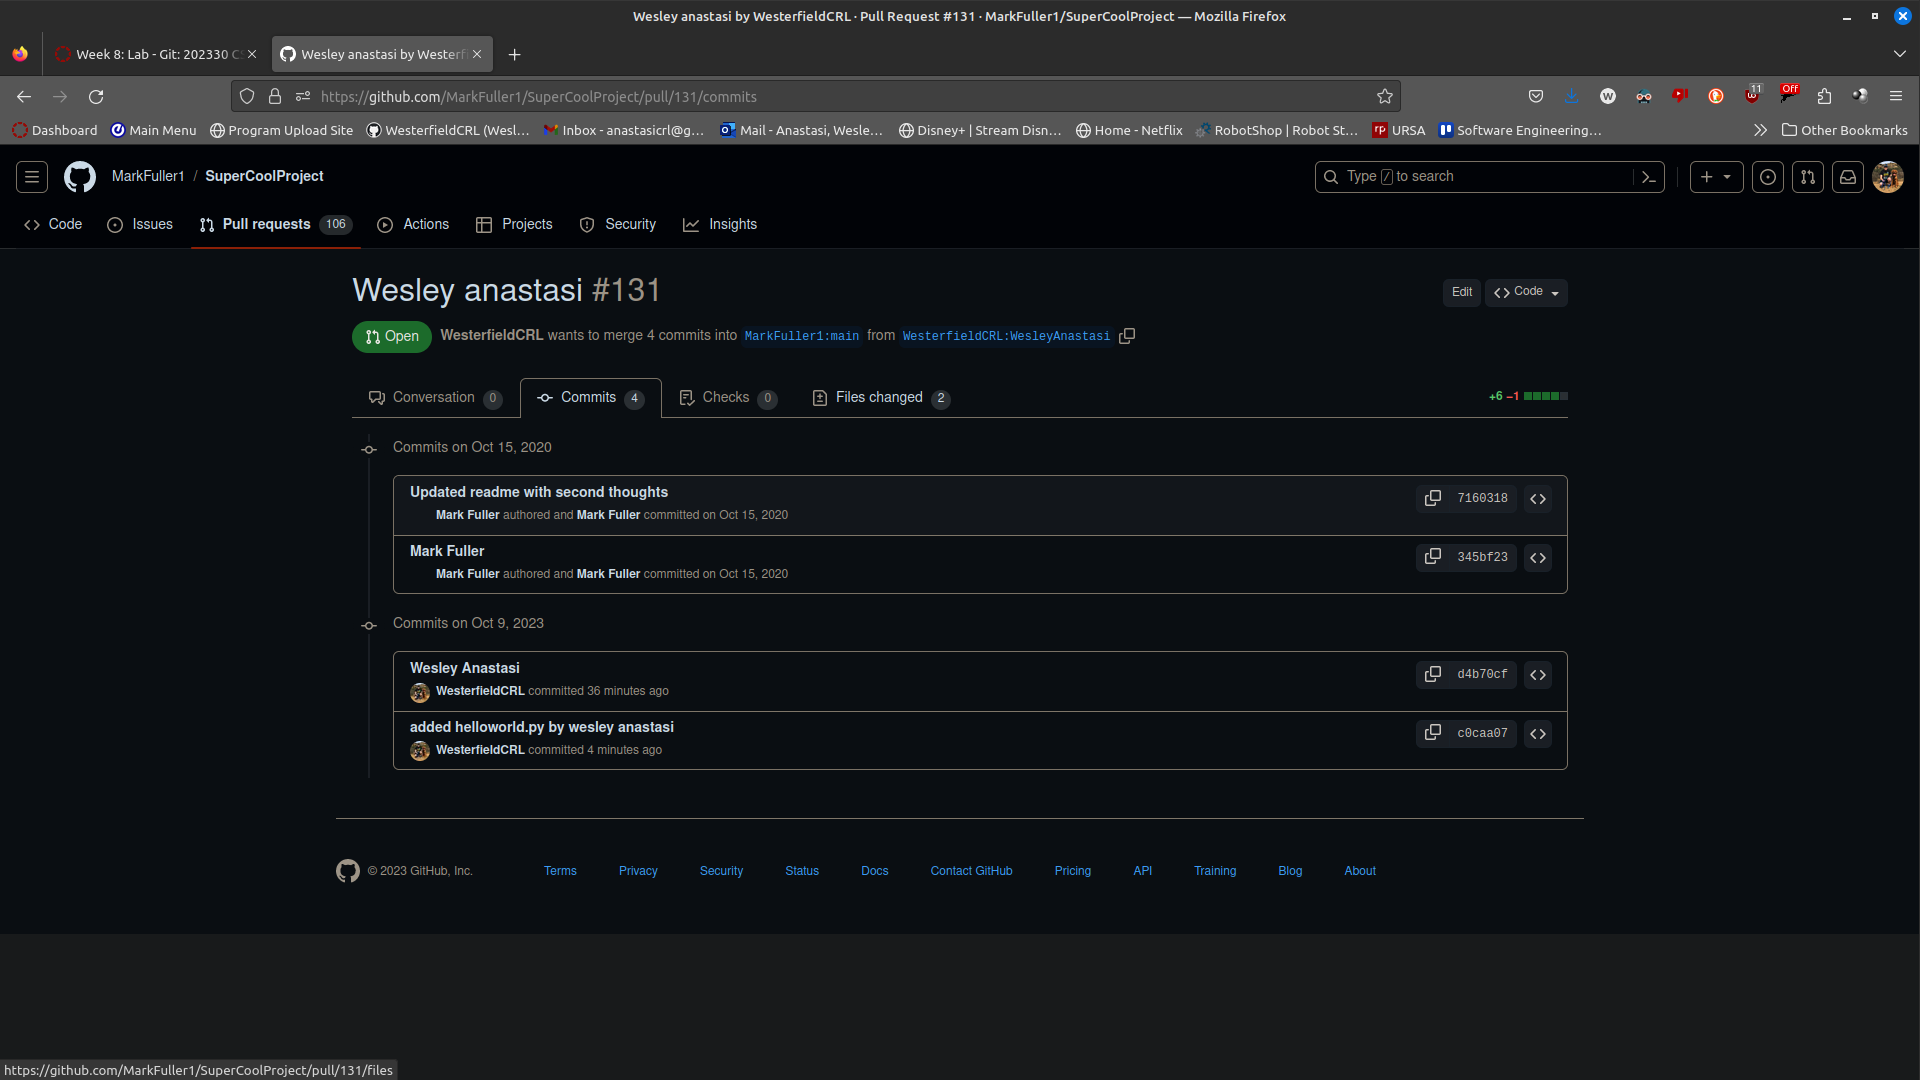 Wesley anastasi by WesterfieldCRL · Pull Request #131 · MarkFuller1/SuperCoolProject — Mozilla Firefox
Week 8: Lab - Git: 202330 CS
Wesley anastasi by Westerfi
https://github.com/MarkFuller1/SuperCoolProject/pull/131/commits
11
Off
Dashboard Main Menu Program Upload Site WesterfieldCRL (Wesl… Inbox - anastasicrl@g… Mail - Anastasi, Wesle… Disney+ | Stream Disn… Home - Netflix RobotShop | Robot St… URSA Software Engineering… Other Bookmarks
MarkFuller1 / SuperCoolProject
Type / to search
Code Issues Pull requests 106 Actions Projects Security Insights
Wesley anastasi #131
Edit
Code
Open WesterfieldCRL wants to merge 4 commits into MarkFuller1:main from WesterfieldCRL:WesleyAnastasi
Conversation 0 Commits 4 Checks 0 Files changed 2 +6 −1
Commits on Oct 15, 2020
Updated readme with second thoughts
7160318
Mark Fuller authored and Mark Fuller committed on Oct 15, 2020
Mark Fuller
345bf23
Mark Fuller authored and Mark Fuller committed on Oct 15, 2020
Commits on Oct 9, 2023
Wesley Anastasi
d4b70cf
WesterfieldCRL committed 36 minutes ago
added helloworld.py by wesley anastasi
c0caa07
WesterfieldCRL committed 4 minutes ago
© 2023 GitHub, Inc. Terms Privacy Security Status Docs Contact GitHub Pricing API Training Blog About
https://github.com/MarkFuller1/SuperCoolProject/pull/131/files